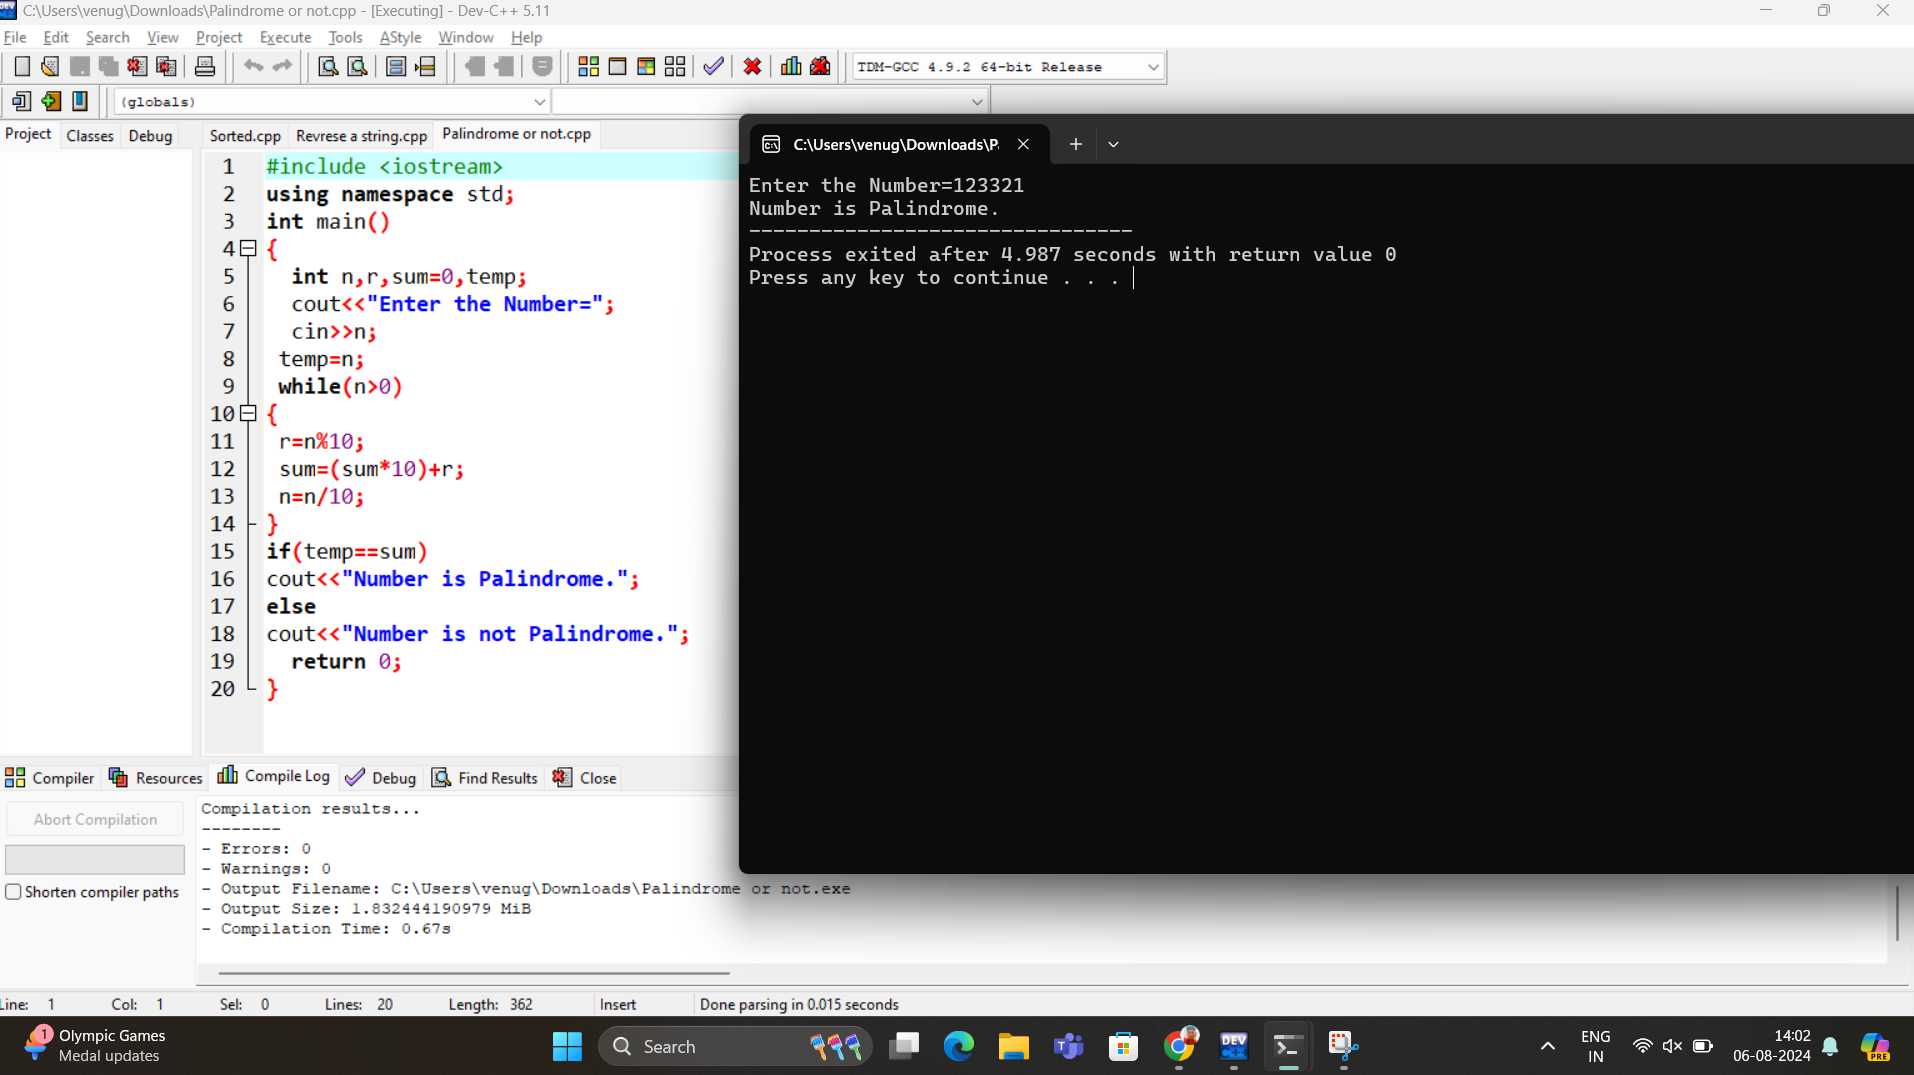 C:\Users\venug\Downloads\Palindrome or not.cpp - [Executing] - Dev-C++ 5.11
File Edit Search View Project Execute Tools AStyle Window Help
TDM-GCC 4.9.2 64-bit Release
(globals)
Project Classes Debug
Sorted.cpp Revrese a string.cpp Palindrome or not.cpp
1 #include <iostream>
2 using namespace std;
3 int main()
4 {
5 int n,r,sum=0,temp;
6 cout<<"Enter the Number=";
7 cin>>n;
8 temp=n;
9 while(n>0)
10 {
11 r=n%10;
12 sum=(sum*10)+r;
13 n=n/10;
14 }
15 if(temp==sum)
16 cout<<"Number is Palindrome.";
17 else
18 cout<<"Number is not Palindrome.";
19 return 0;
20 }
C:\Users\venug\Downloads\P
Enter the Number=123321
Number is Palindrome.
--------------------------------
Process exited after 4.987 seconds with return value 0
Press any key to continue . . .
Compiler Resources Compile Log Debug Find Results Close
Abort Compilation
Shorten compiler paths
Compilation results...
--------
- Errors: 0
- Warnings: 0
- Output Filename: C:\Users\venug\Downloads\Palindrome or not.exe
- Output Size: 1.832444190979 MiB
- Compilation Time: 0.67s
Line: 1 Col: 1 Sel: 0 Lines: 20 Length: 362 Insert Done parsing in 0.015 seconds
1
Olympic Games
Medal updates
Search
DEV C++
ENG
IN
14:02
06-08-2024
PRE